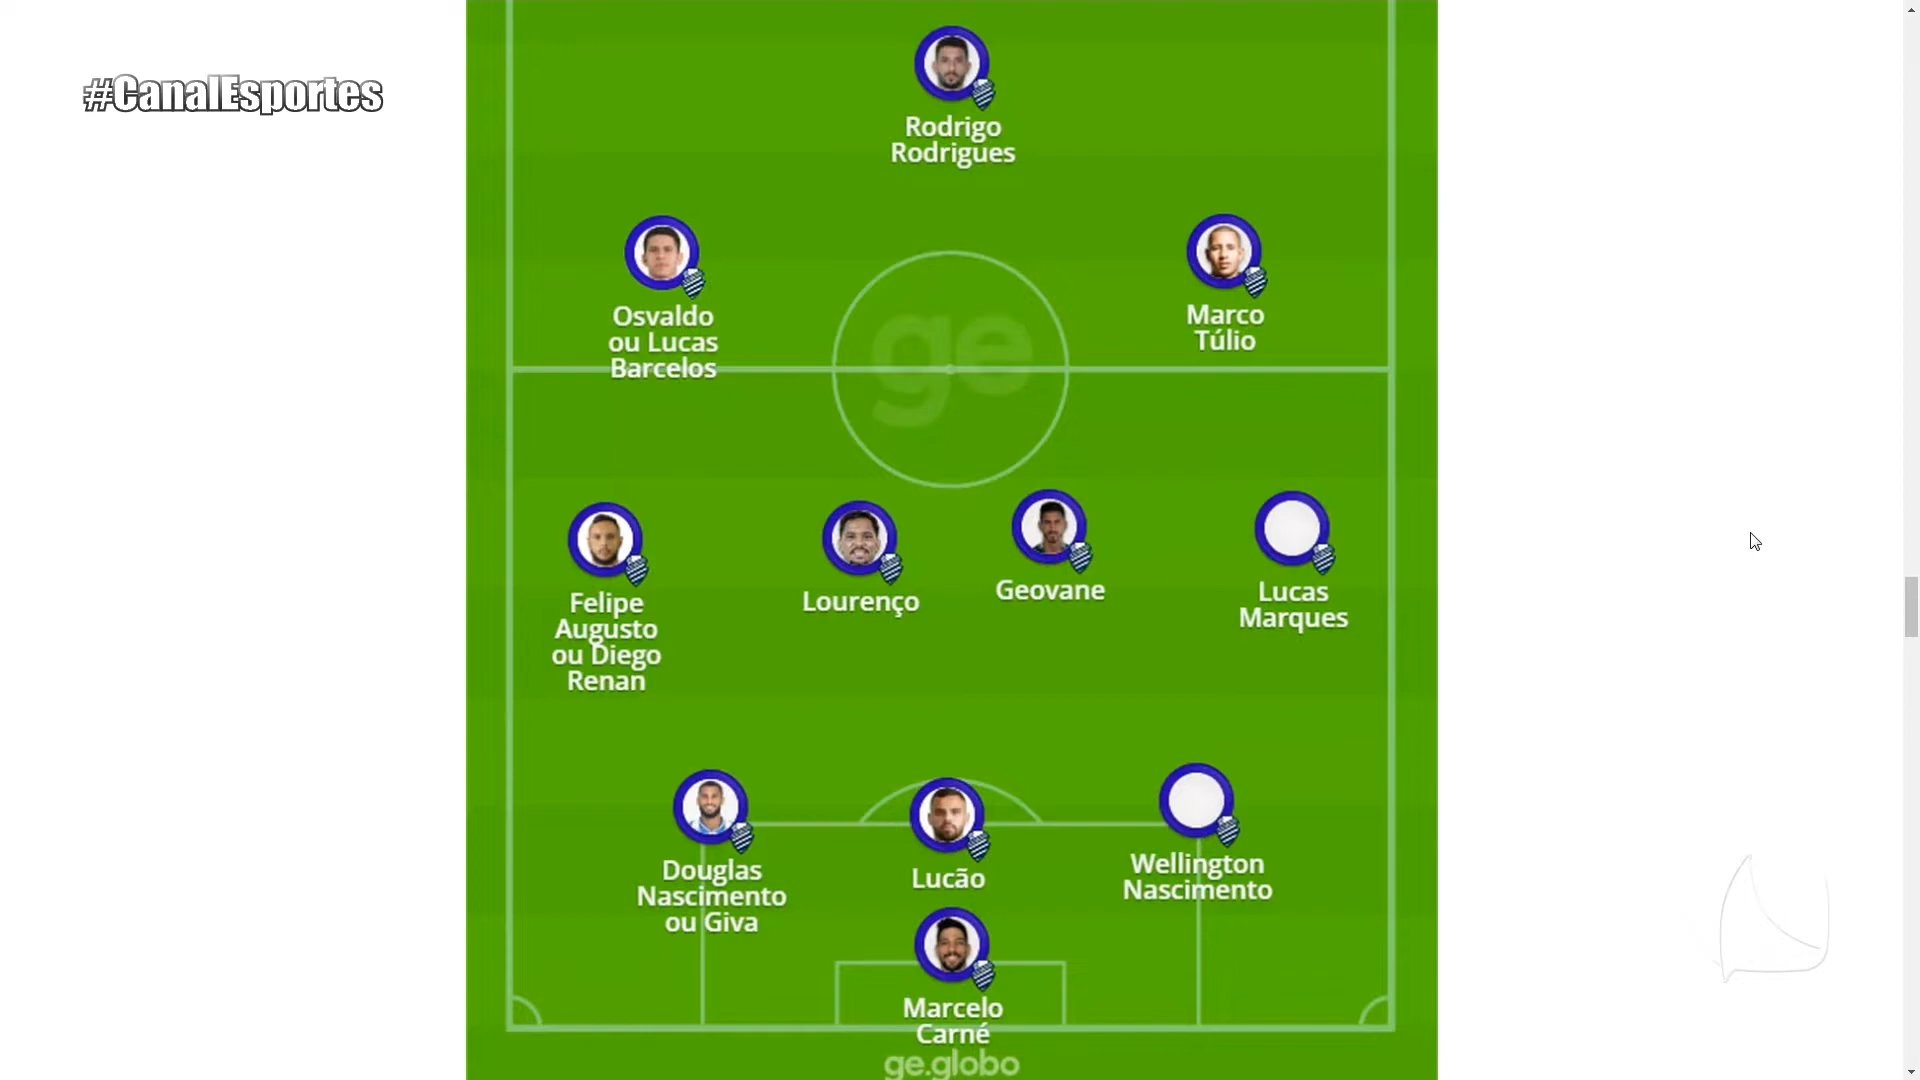 #CanalEsportes
Rodrigo
Rodrigues
Osvaldo
ou Lucas
Barcelos
Marco
Túlio
ge
Felipe
Augusto
ou Diego
Renan
Lourenço
Geovane
Lucas
Marques
Douglas
Nascimento
ou Giva
Lucão
Wellington
Nascimento
Marcelo
Carné
ge.globo